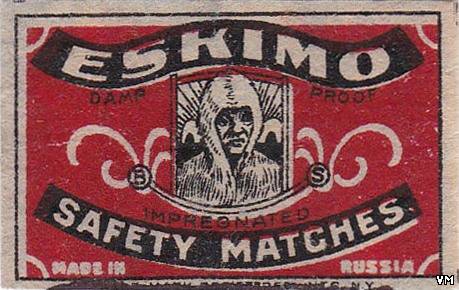 ESKIMO
DAMP PROOF
B S
IMPREGNATED
SAFETY MATCHES.
MADE IN RUSSIA
N.Y.
VM